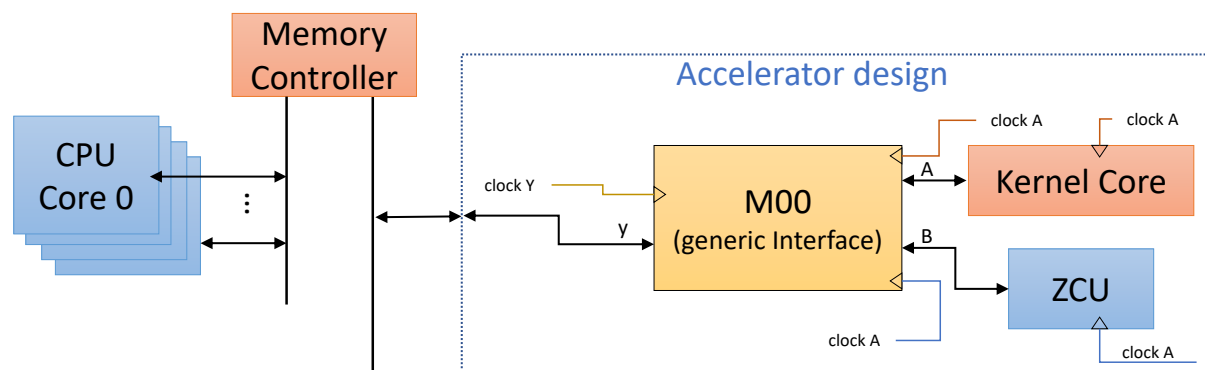 Memory
Controller
Accelerator design
CPU
Core 0
...
clock Y
y
M00
(generic Interface)
clock A
clock A
A
Kernel Core
B
ZCU
clock A
clock A